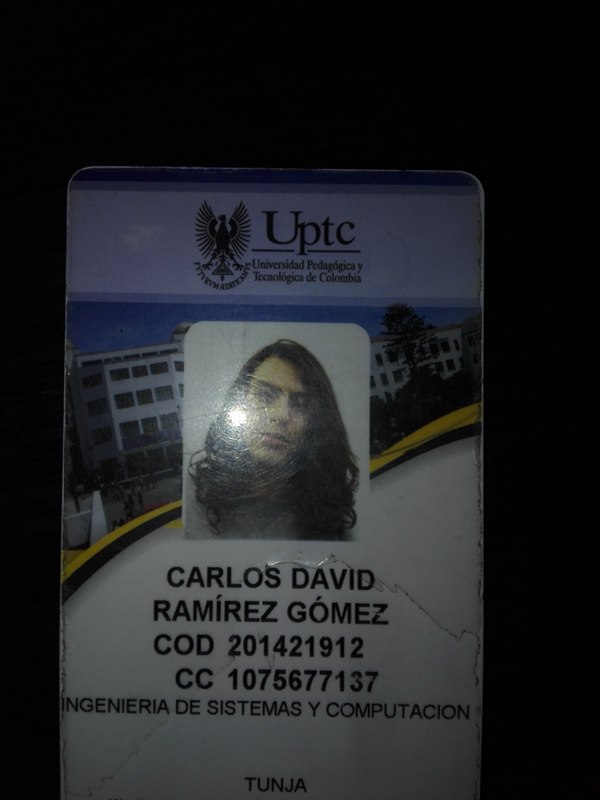 Uptc
Universidad Pedagógica y
Tecnológica de Colombia
CARLOS DAVID
RAMÍREZ GÓMEZ
COD 201421912
CC 1075677137
INGENIERIA DE SISTEMAS Y COMPUTACION
TUNJA